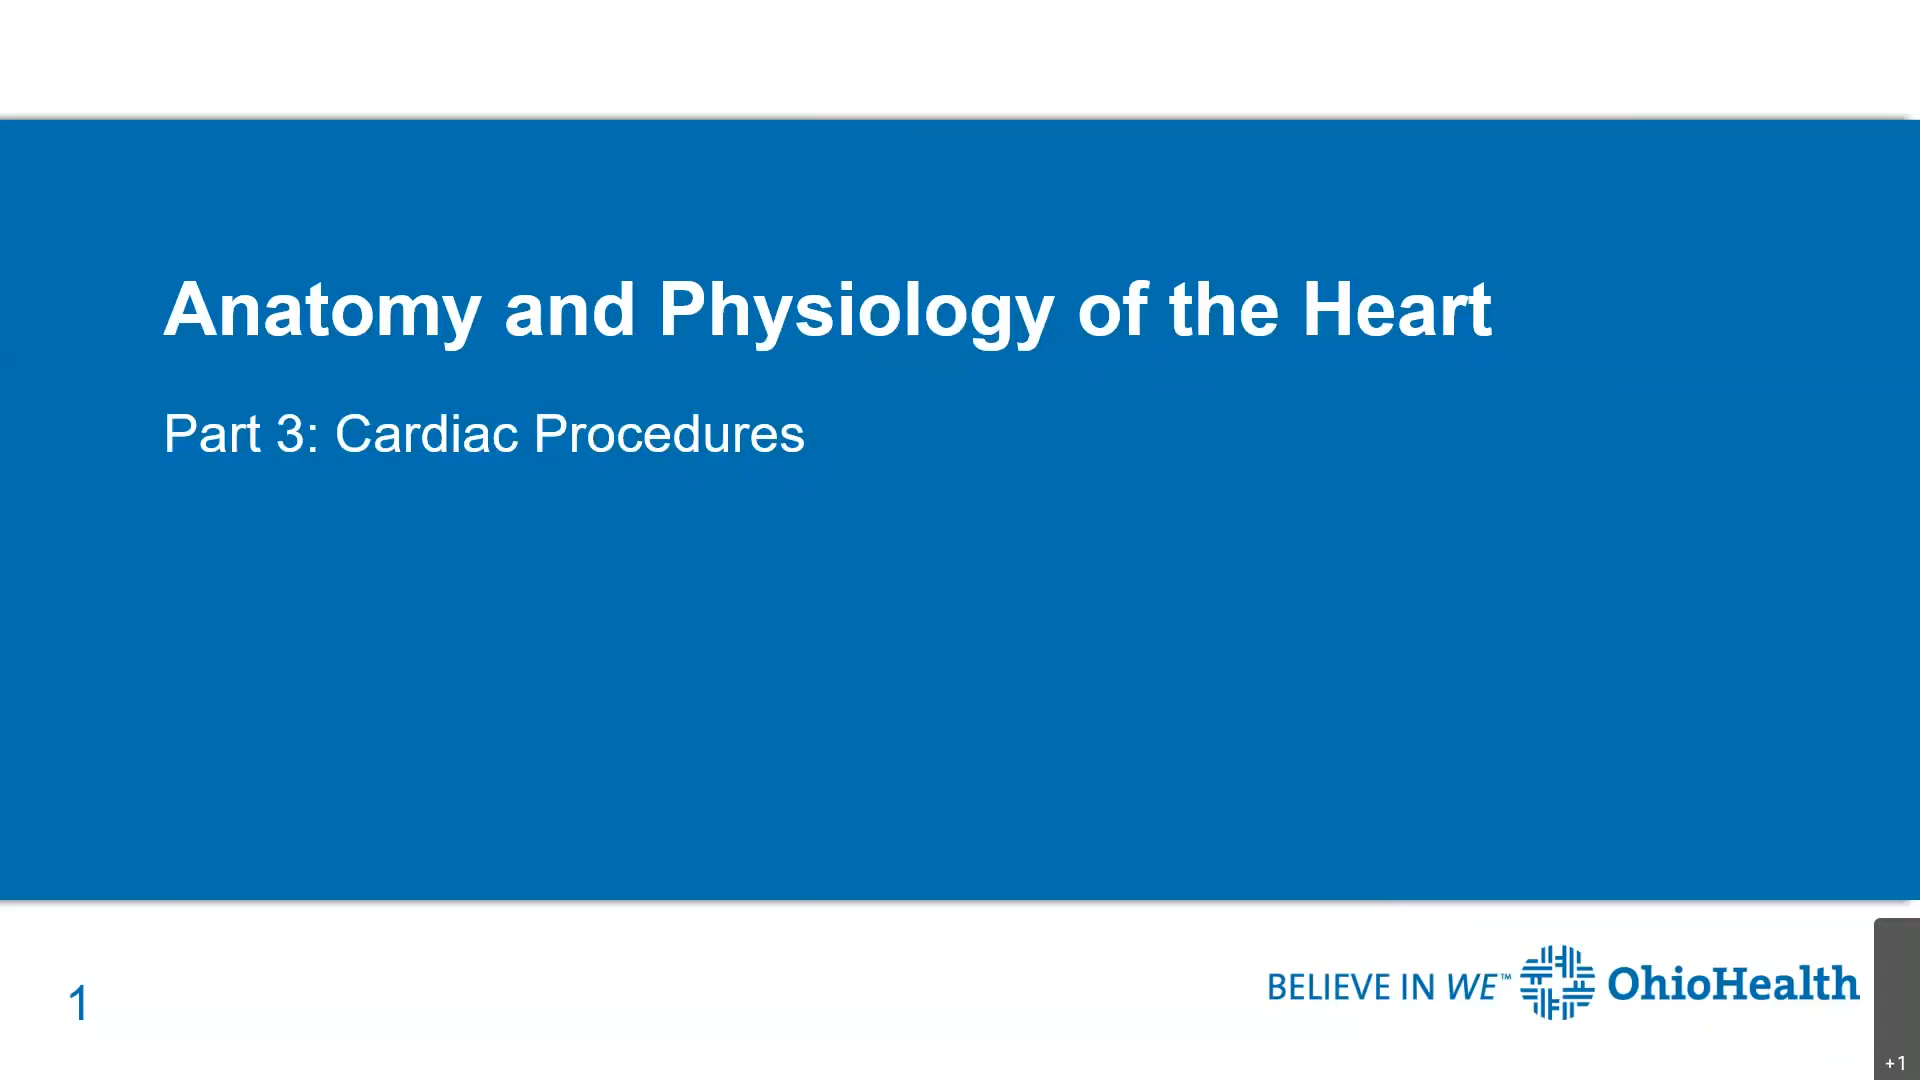 Anatomy and Physiology of the Heart
Part 3: Cardiac Procedures
1
BELIEVE IN WE™ OhioHealth
+1